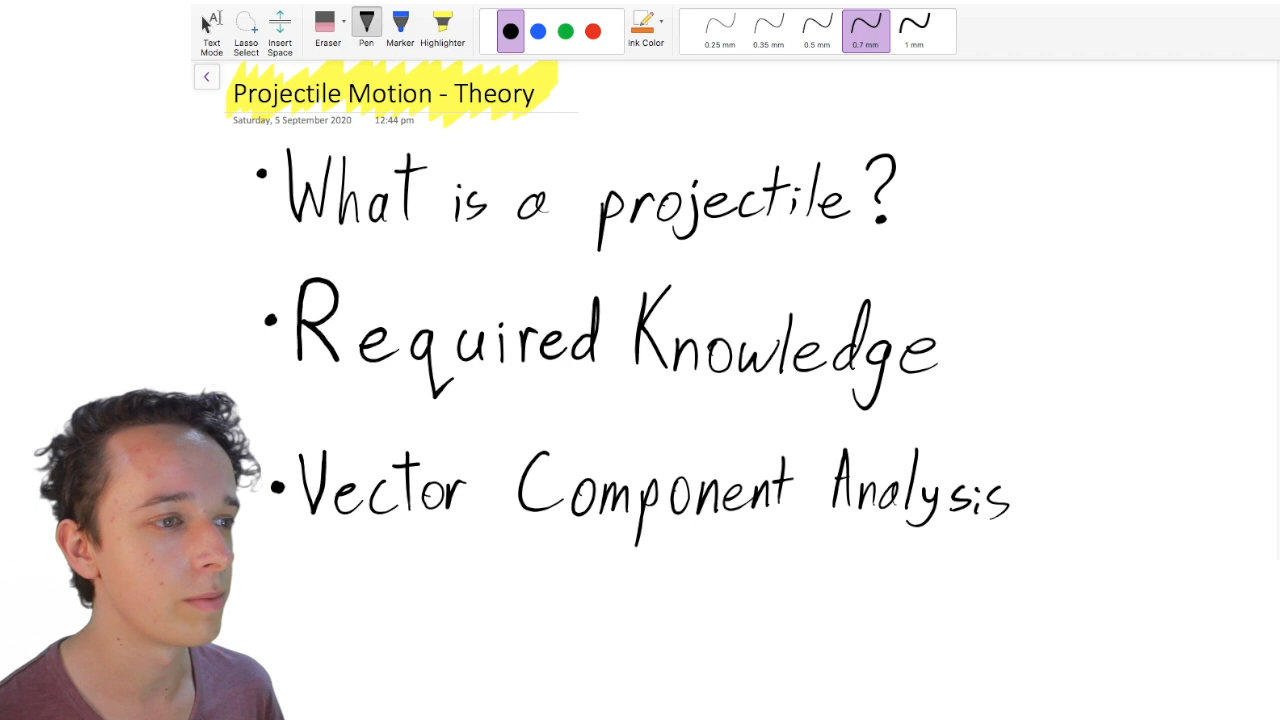 Text Mode
Lasso Select
Insert Space
Eraser
Pen
Marker
Highlighter
Ink Color
0.25 mm
0.35 mm
0.5 mm
0.7 mm
1 mm
Projectile Motion - Theory
Saturday, 5 September 2020 12:44 pm
• What is a projectile?
• Required Knowledge
• Vector Component Analysis